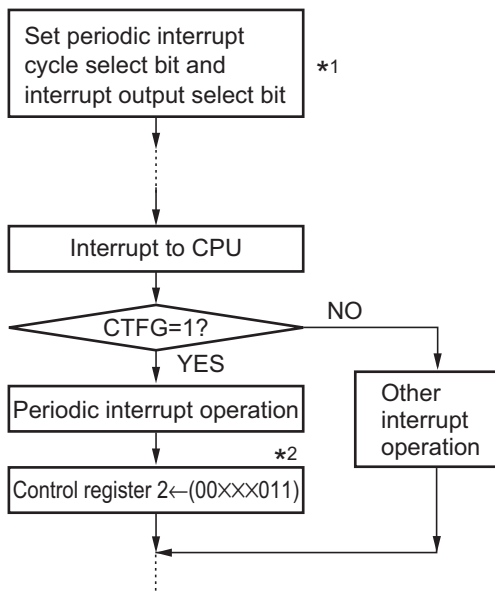 Set periodic interrupt
cycle select bit and
interrupt output select bit
*1
Interrupt to CPU
CTFG=1?
NO
YES
Periodic interrupt operation
Other
interrupt
operation
*2
Control register 2←(00×××011)